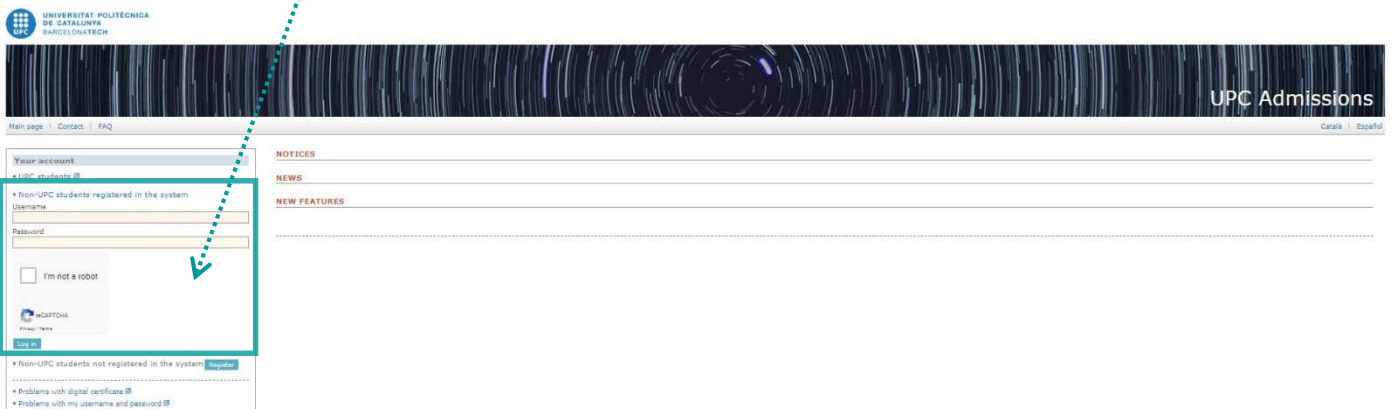 UNIVERSITAT POLITÈCNICA
DE CATALUNYA
BARCELONATECH
UPC
UPC Admissions
Main page | Contact | FAQ
Català | Español
Your account
UPC students
Non-UPC students registered in the system
Username
Password
I'm not a robot
reCAPTCHA
Privacy - Terms
Log in
Non-UPC students not registered in the system Register
Problems with digital certificate
Problems with my username and password
NOTICES
NEWS
NEW FEATURES